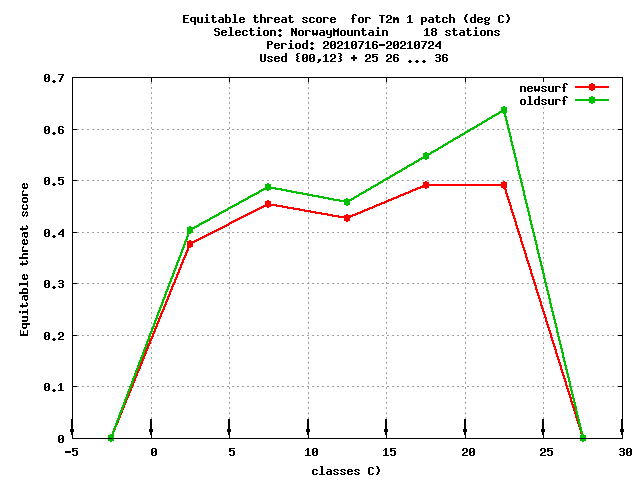 Equitable threat score  for T2m 1 patch (deg C)
Selection: NorwayMountain     18 stations
Period: 20210716-20210724
Used {00,12} + 25 26 ... 36
newsurf
oldsurf
0.7
0.6
0.5
0.4
0.3
0.2
0.1
0
Equitable threat score
-5 0 5 10 15 20 25 30
classes C)